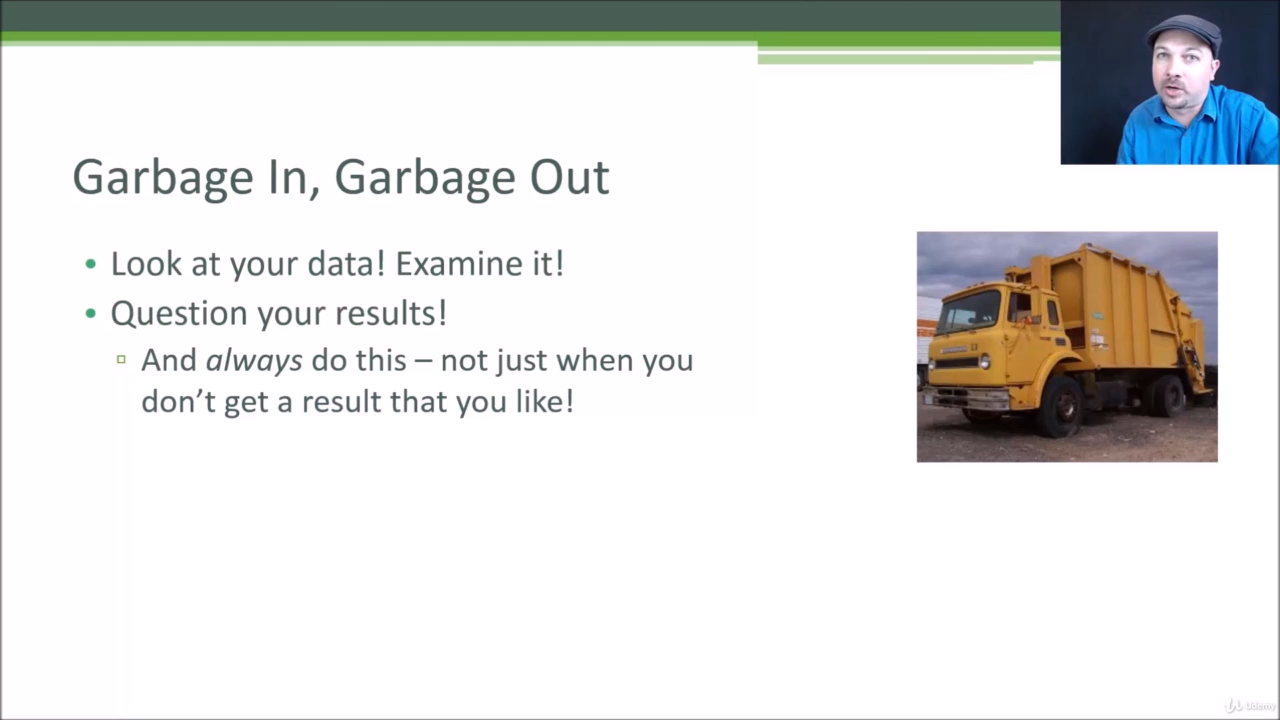 Garbage In, Garbage Out
• Look at your data! Examine it!
• Question your results!
▫ And always do this – not just when you
don't get a result that you like!
Udemy